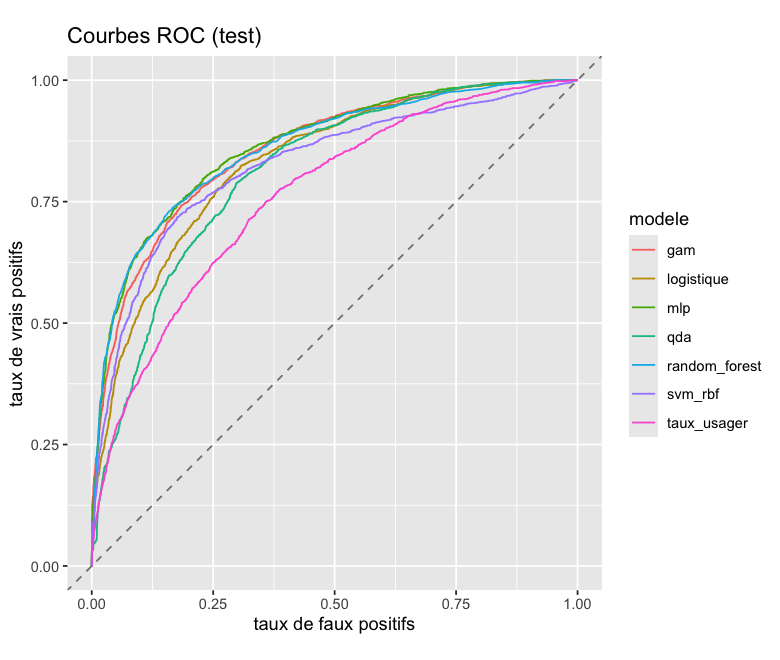 Courbes ROC (test)
1.00
0.75
0.50
0.25
0.00
taux de vrais positifs
0.00 0.25 0.50 0.75 1.00
taux de faux positifs
modele
gam
logistique
mlp
qda
random_forest
svm_rbf
taux_usager